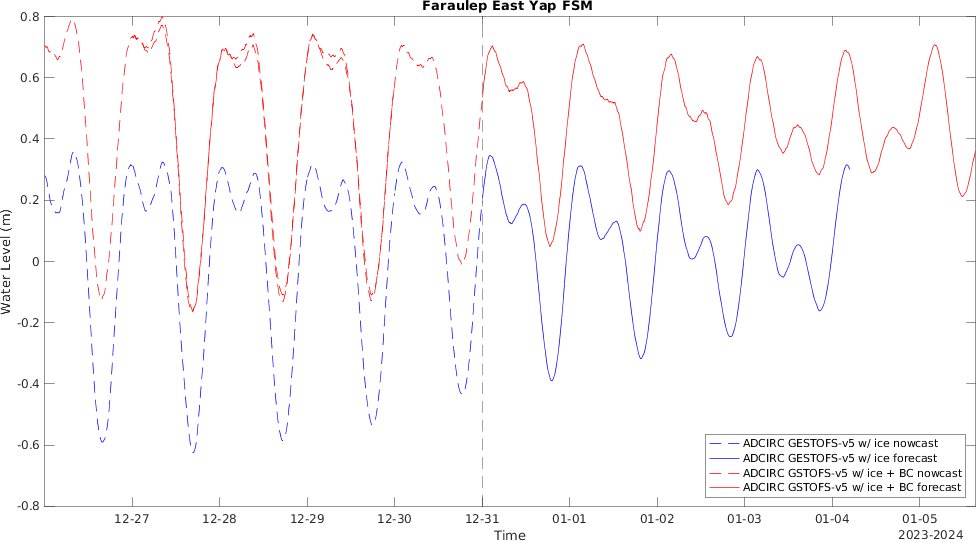 Faraulep East Yap FSM
Water Level (m)
0.8
0.6
0.4
0.2
0
-0.2
-0.4
-0.6
-0.8
ADCIRC GESTOFS-v5 w/ ice nowcast
ADCIRC GESTOFS-v5 w/ ice forecast
ADCIRC GSTOFS-v5 w/ ice + BC nowcast
ADCIRC GSTOFS-v5 w/ ice + BC forecast
12-27 12-28 12-29 12-30 12-31 01-01 01-02 01-03 01-04 01-05
Time
2023-2024